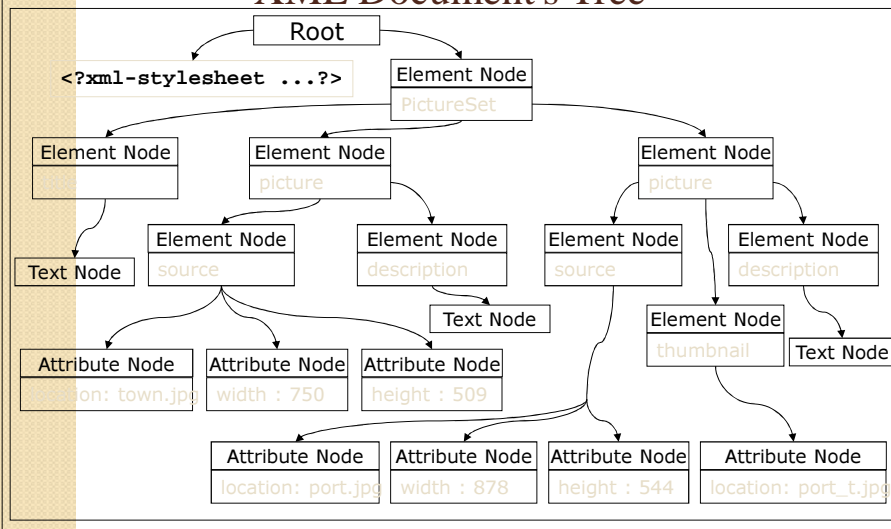 XML Document's Tree
Root
<?xml-stylesheet ...?>
Element Node
PictureSet
Element Node
Element Node
picture
Element Node
picture
Element Node
source
Element Node
description
Element Node
source
Element Node
description
Text Node
Text Node
Element Node
thumbnail
Text Node
Attribute Node
location: town.jpg
Attribute Node
width : 750
Attribute Node
height : 509
Attribute Node
location: port.jpg
Attribute Node
width : 878
Attribute Node
height : 544
Attribute Node
location: port_t.jpg